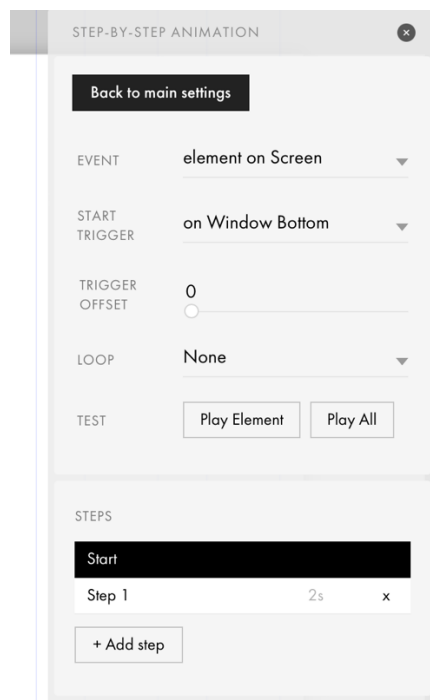 STEP-BY-STEP ANIMATION
Back to main settings
EVENT
element on Screen
START
TRIGGER
on Window Bottom
TRIGGER
OFFSET
0
LOOP
None
TEST
Play Element
Play All
STEPS
Start
Step 1
2s
x
+ Add step